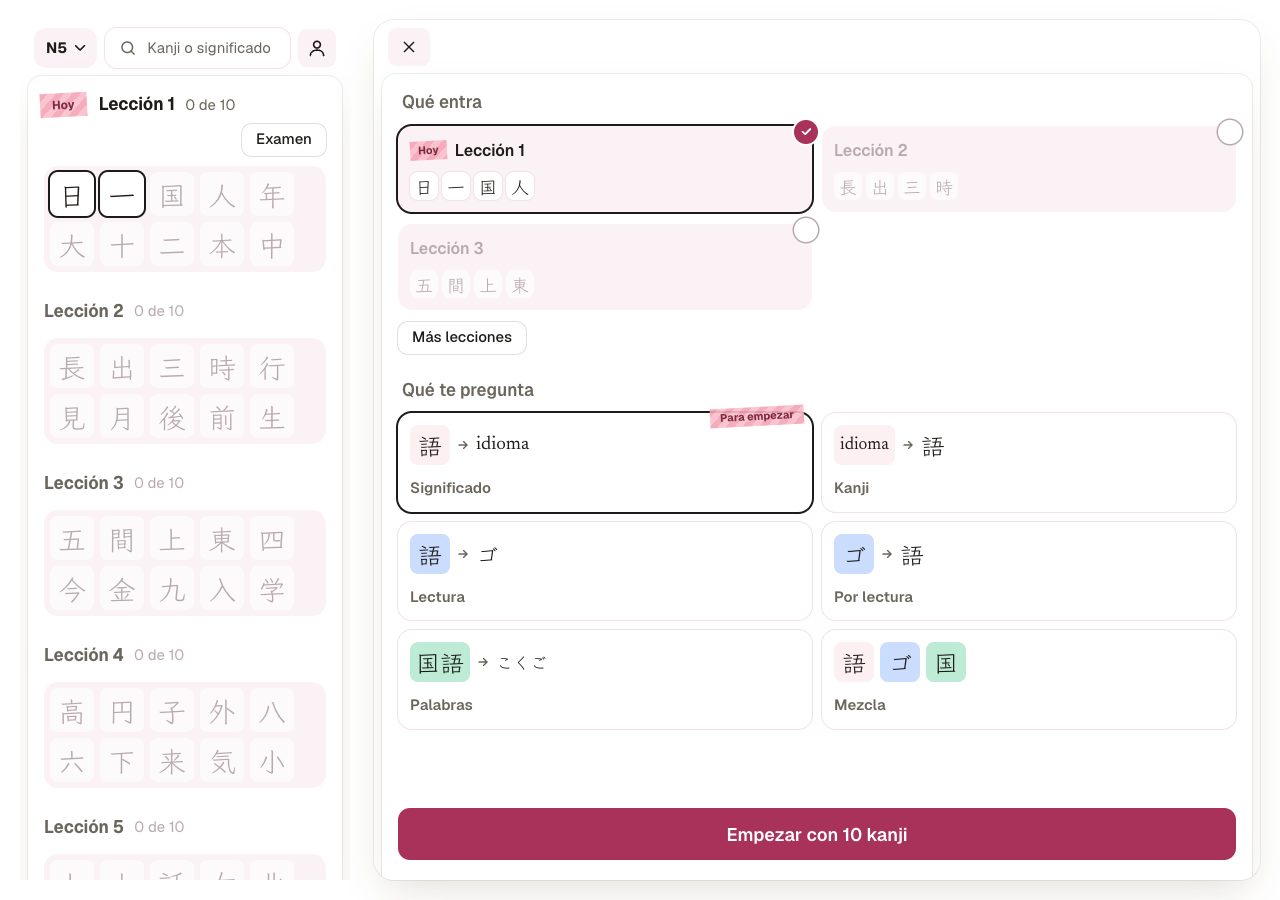 N5
Kanji o significado
Hoy
Lección 1 0 de 10
Examen
日 一 国 人 年
大 十 二 本 中
Lección 2 0 de 10
長 出 三 時 行
見 月 後 前 生
Lección 3 0 de 10
五 間 上 東 四
今 金 九 入 学
Lección 4 0 de 10
高 円 子 外 八
六 下 来 気 小
Lección 5 0 de 10
Qué entra
Hoy
Lección 1
日 一 国 人
Lección 2
長 出 三 時
Lección 3
五 間 上 東
Más lecciones
Qué te pregunta
Para empezar
語 → idioma
Significado
idioma → 語
Kanji
語 → ゴ
Lectura
ゴ → 語
Por lectura
国語 → こくご
Palabras
語 ゴ 国
Mezcla
Empezar con 10 kanji